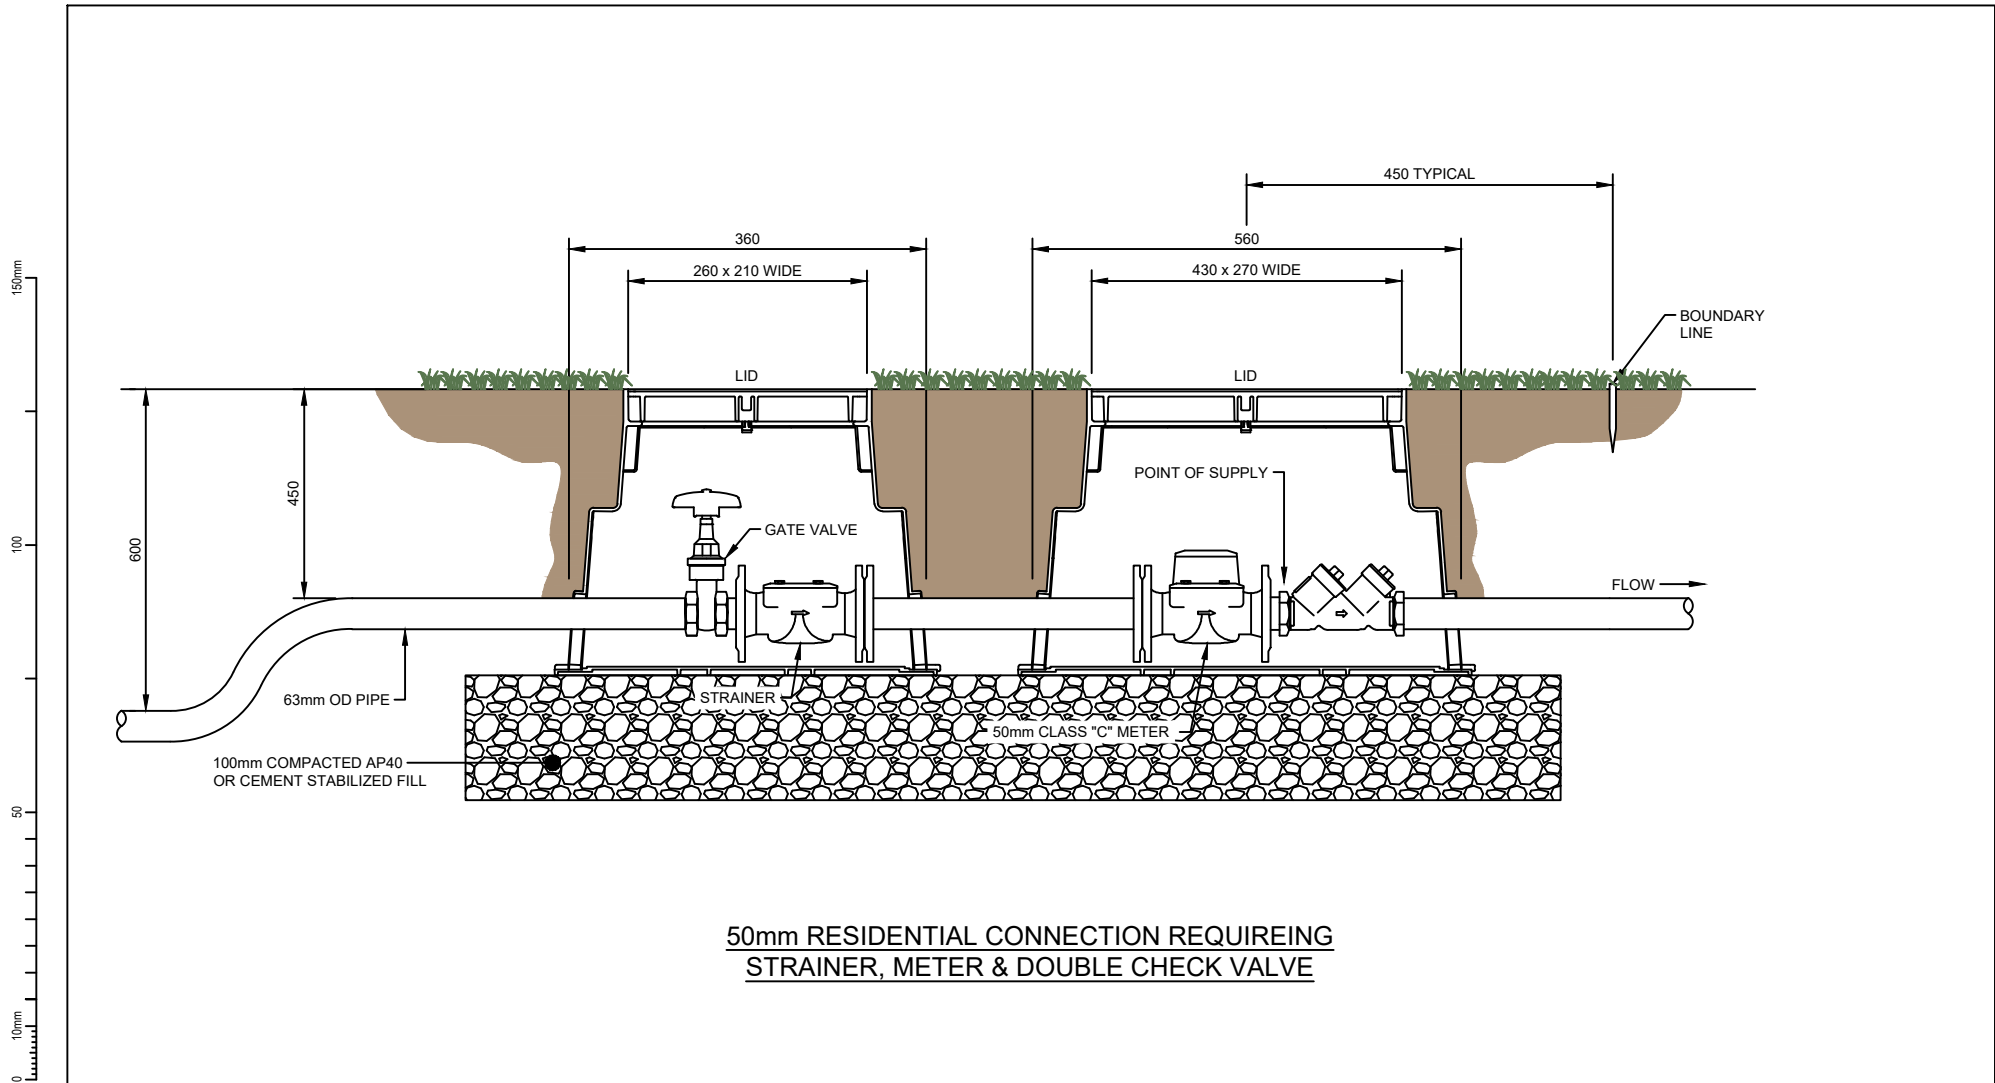 450 TYPICAL
360
560
260 x 210 WIDE
430 x 270 WIDE
BOUNDARY
LINE
LID
LID
POINT OF SUPPLY
GATE VALVE
450
600
FLOW
63mm OD PIPE
STRAINER
50mm CLASS "C" METER
100mm COMPACTED AP40
OR CEMENT STABILIZED FILL
50mm RESIDENTIAL CONNECTION REQUIREING
STRAINER, METER & DOUBLE CHECK VALVE
150mm
100
50
10mm
0